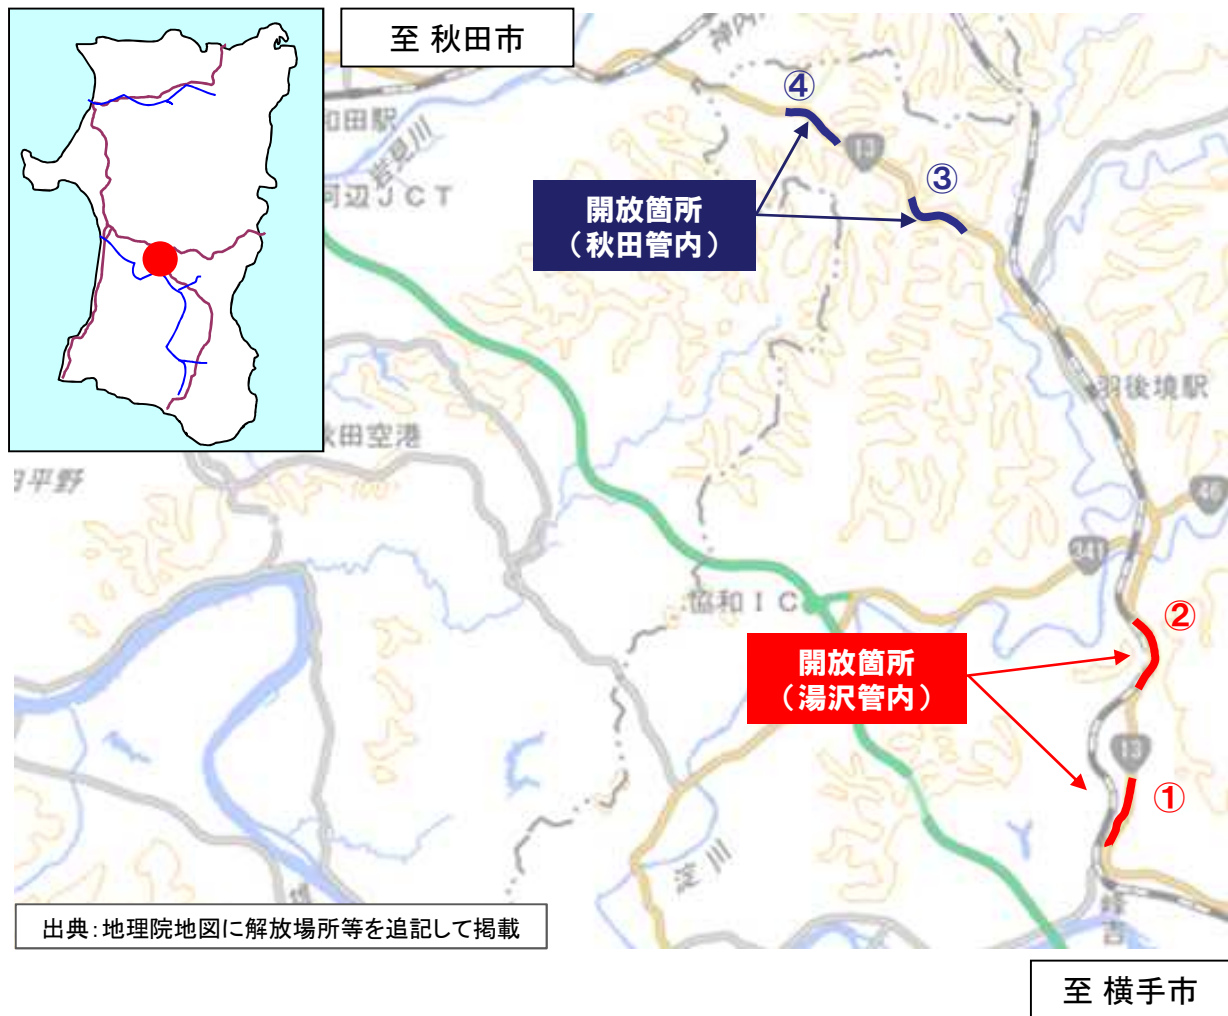 至 秋田市
神内
④
和田駅
岩見川
13
③
河辺JCT
開放箇所
（秋田管内）
羽後境駅
秋田空港
平野
46
341
協和IC
②
開放箇所
（湯沢管内）
13
①
淀川
峰吉
出典：地理院地図に解放場所等を追記して掲載
至 横手市